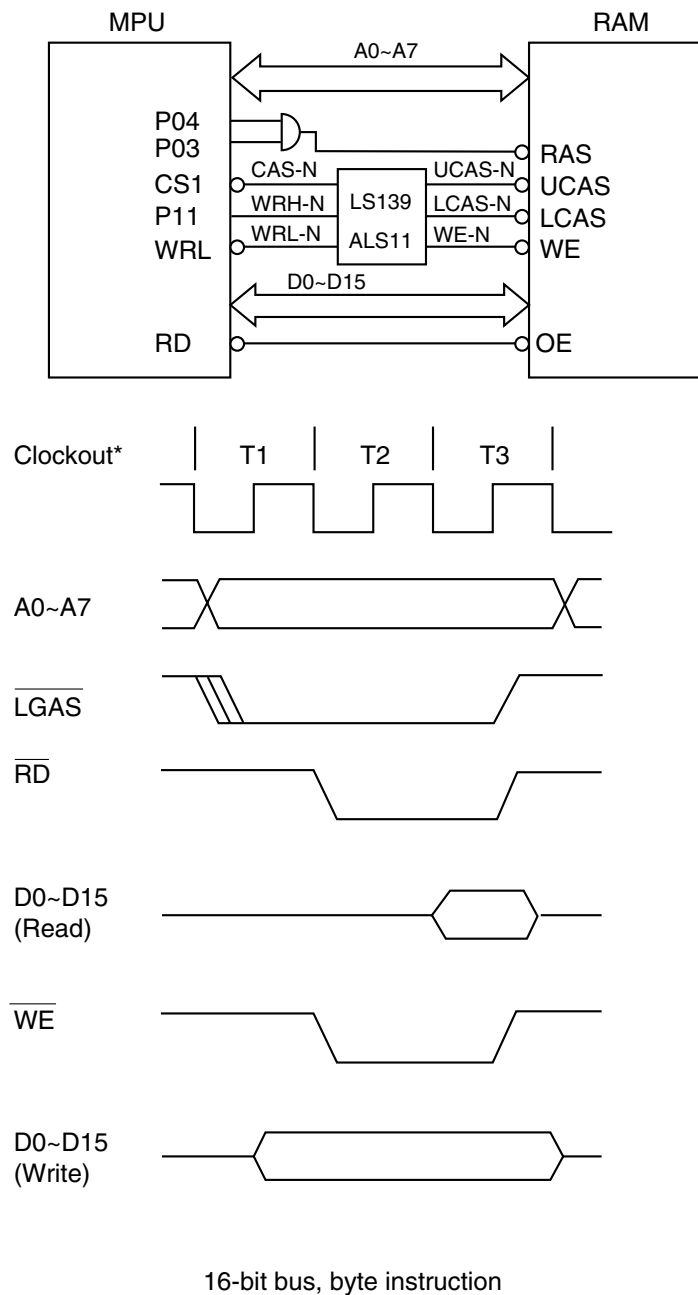 MPU
RAM
A0~A7
P04
P03
RAS
CS1
CAS-N
LS139
UCAS-N
UCAS
P11
WRH-N
LCAS-N
LCAS
WRL
WRL-N
ALS11
WE-N
WE
D0~D15
RD
OE
Clockout*
T1
T2
T3
A0~A7
LGAS
RD
D0~D15
(Read)
WE
D0~D15
(Write)
16-bit bus, byte instruction